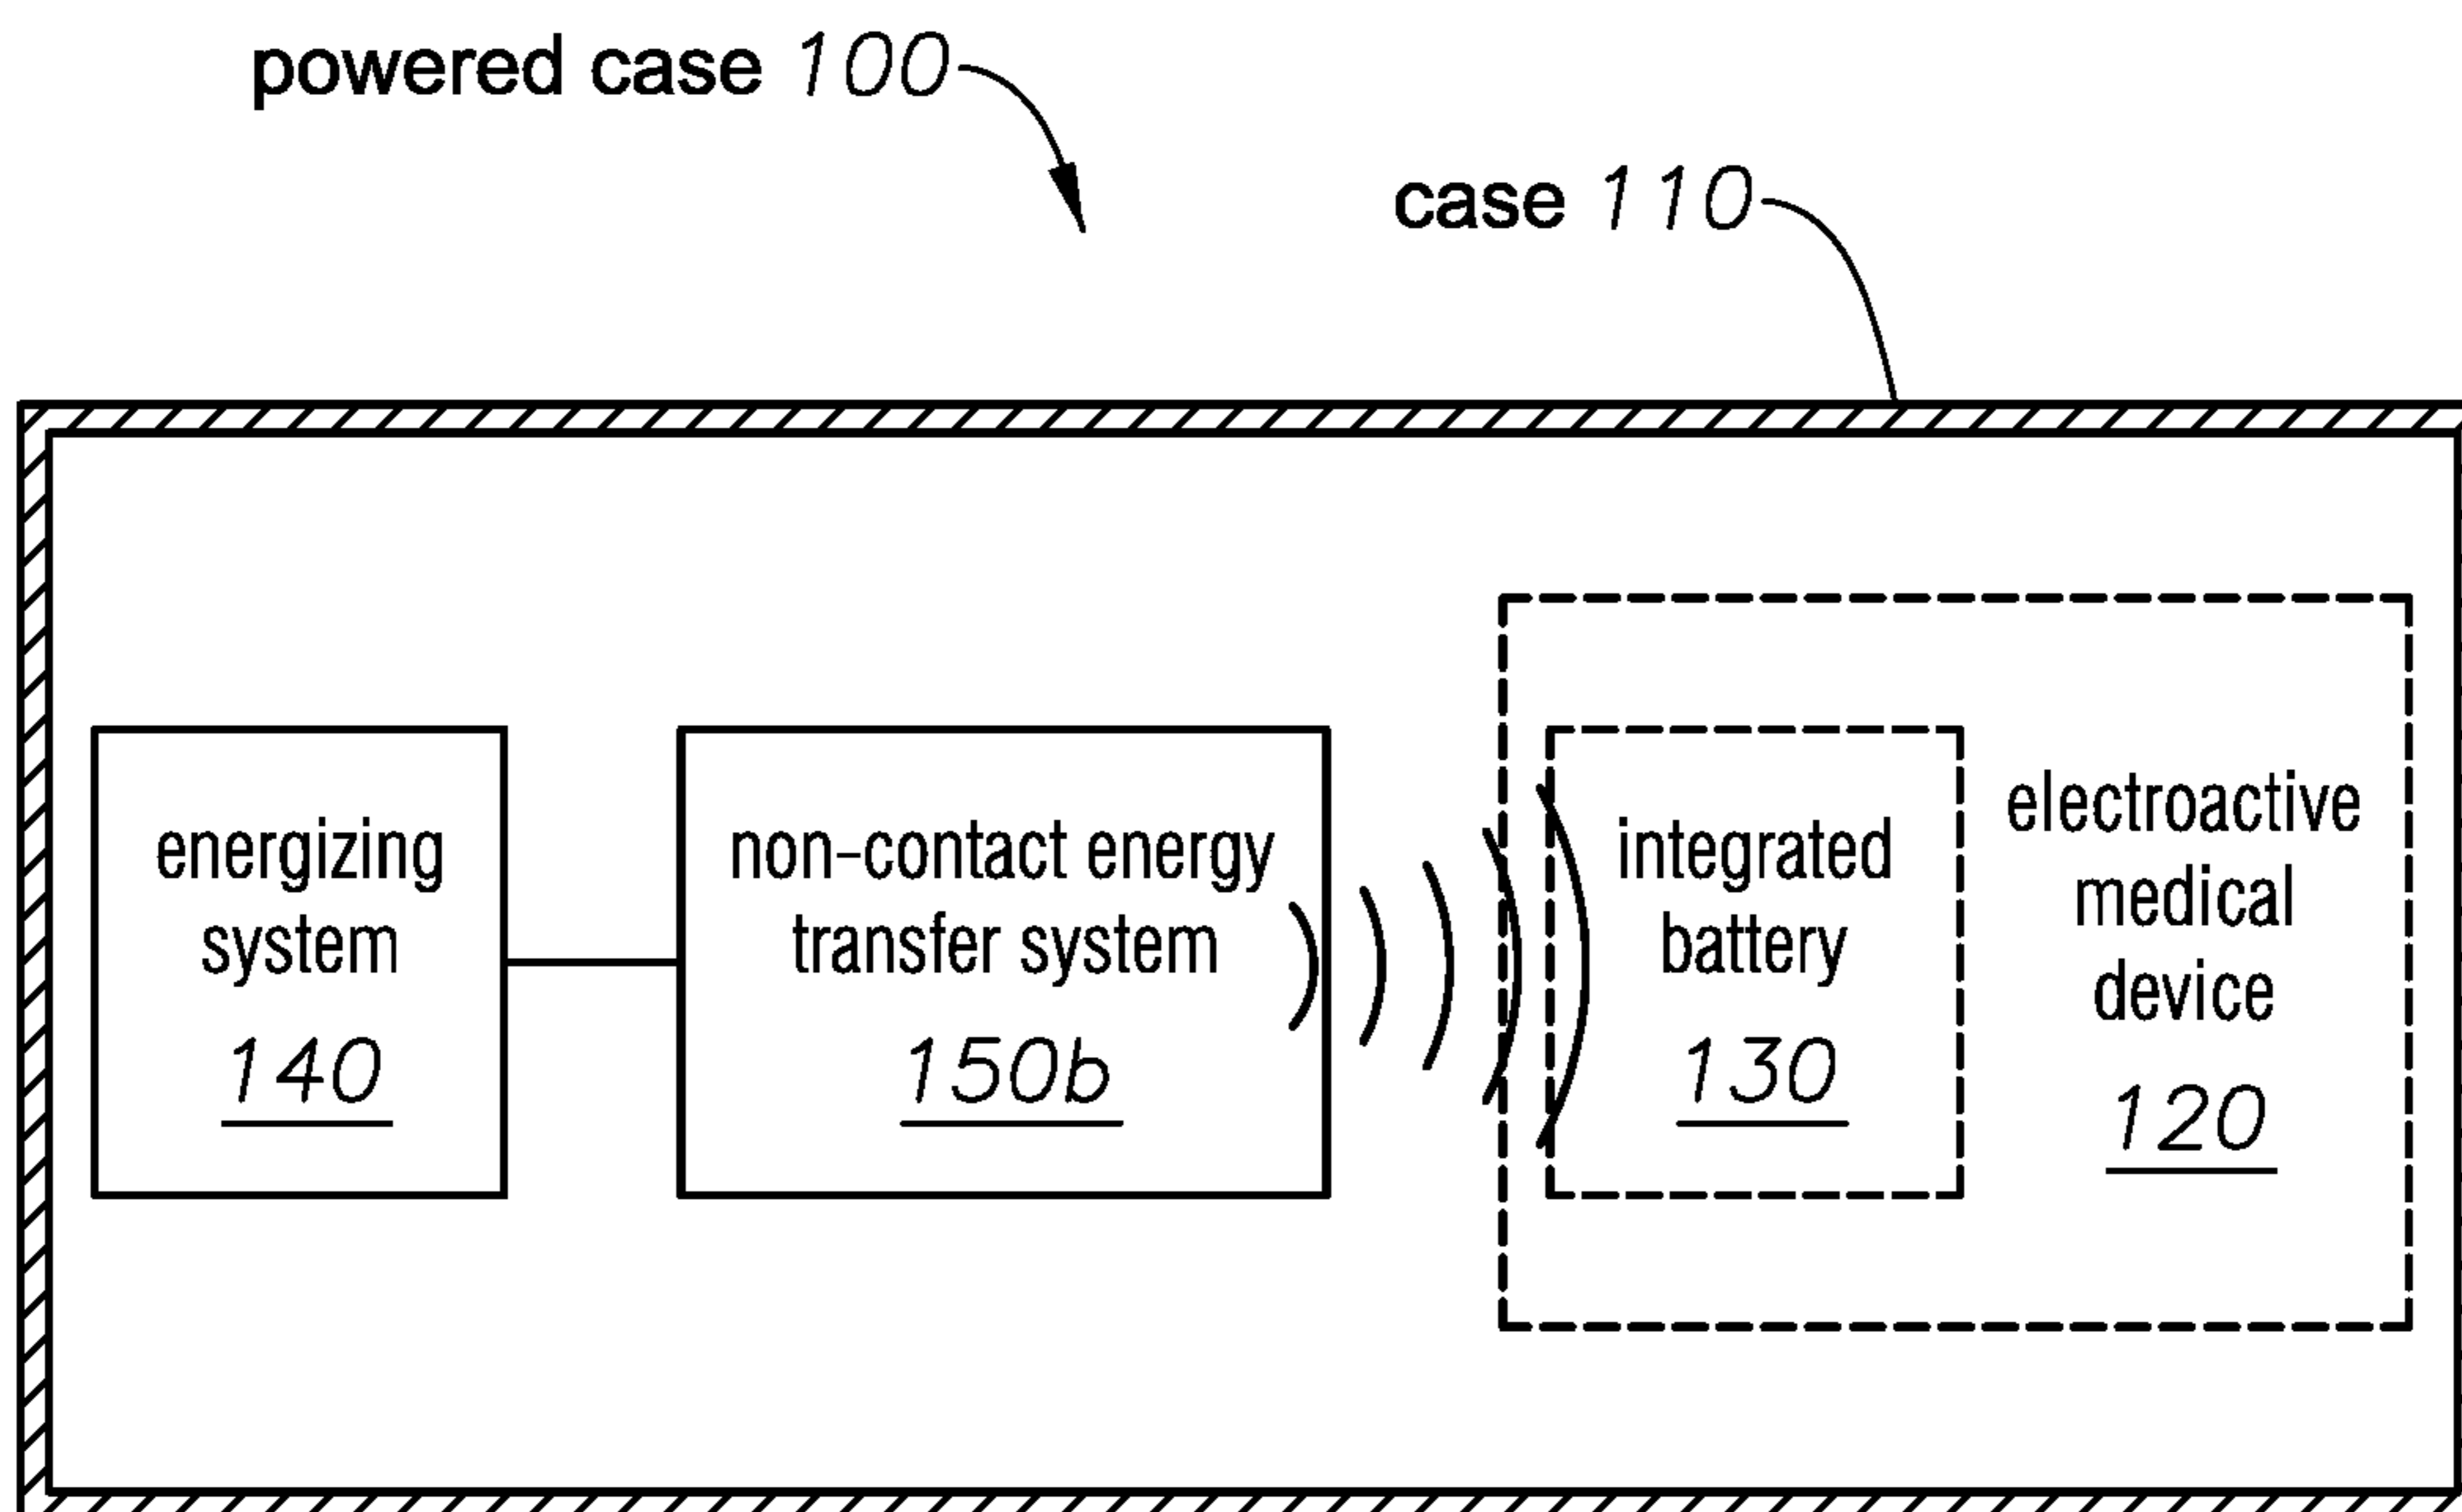 powered case 100
case 110
energizing
system
140
non-contact energy
transfer system
150b
integrated
battery
130
electroactive
medical
device
120